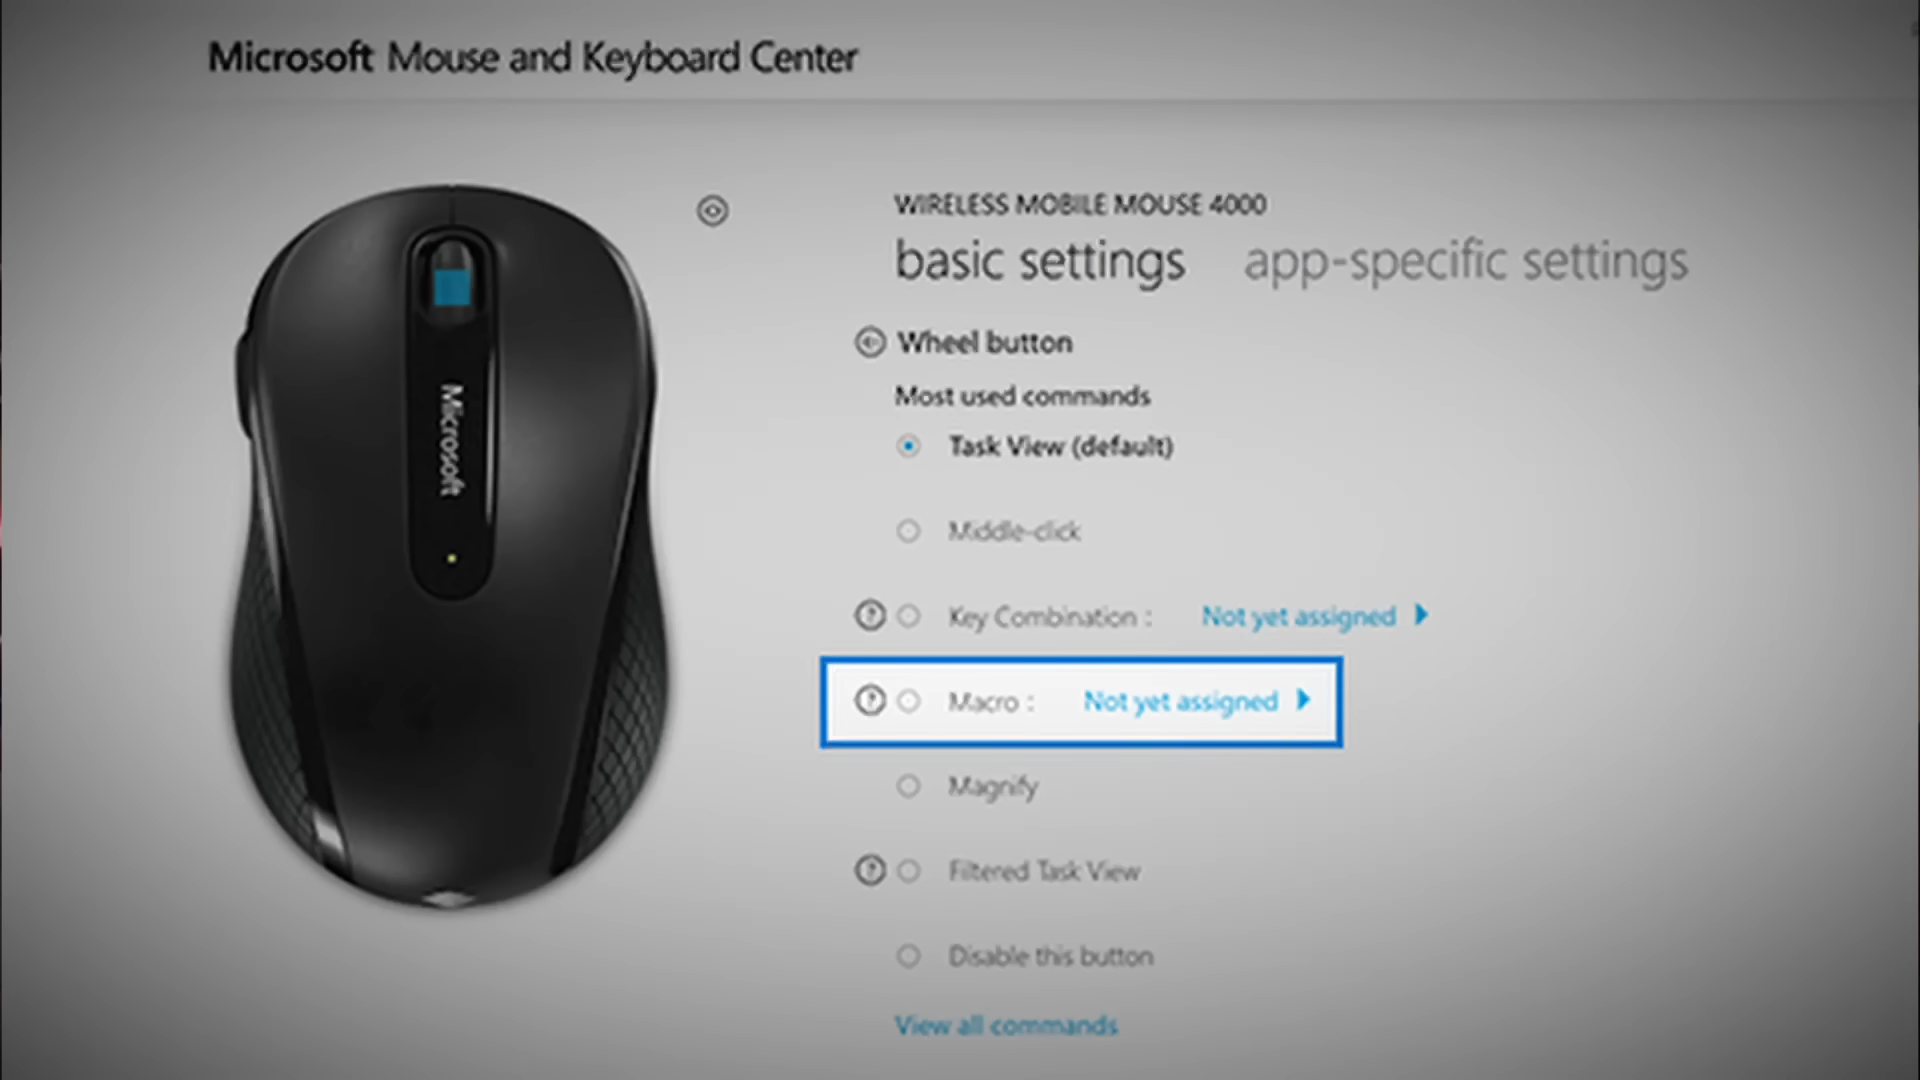 Microsoft Mouse and Keyboard Center
WIRELESS MOBILE MOUSE 4000
basic settings app-specific settings
Wheel button
Most used commands
Task View (default)
Middle-click
Key Combination : Not yet assigned
Macro : Not yet assigned
Magnify
Filtered Task View
Disable this button
View all commands
Microsoft